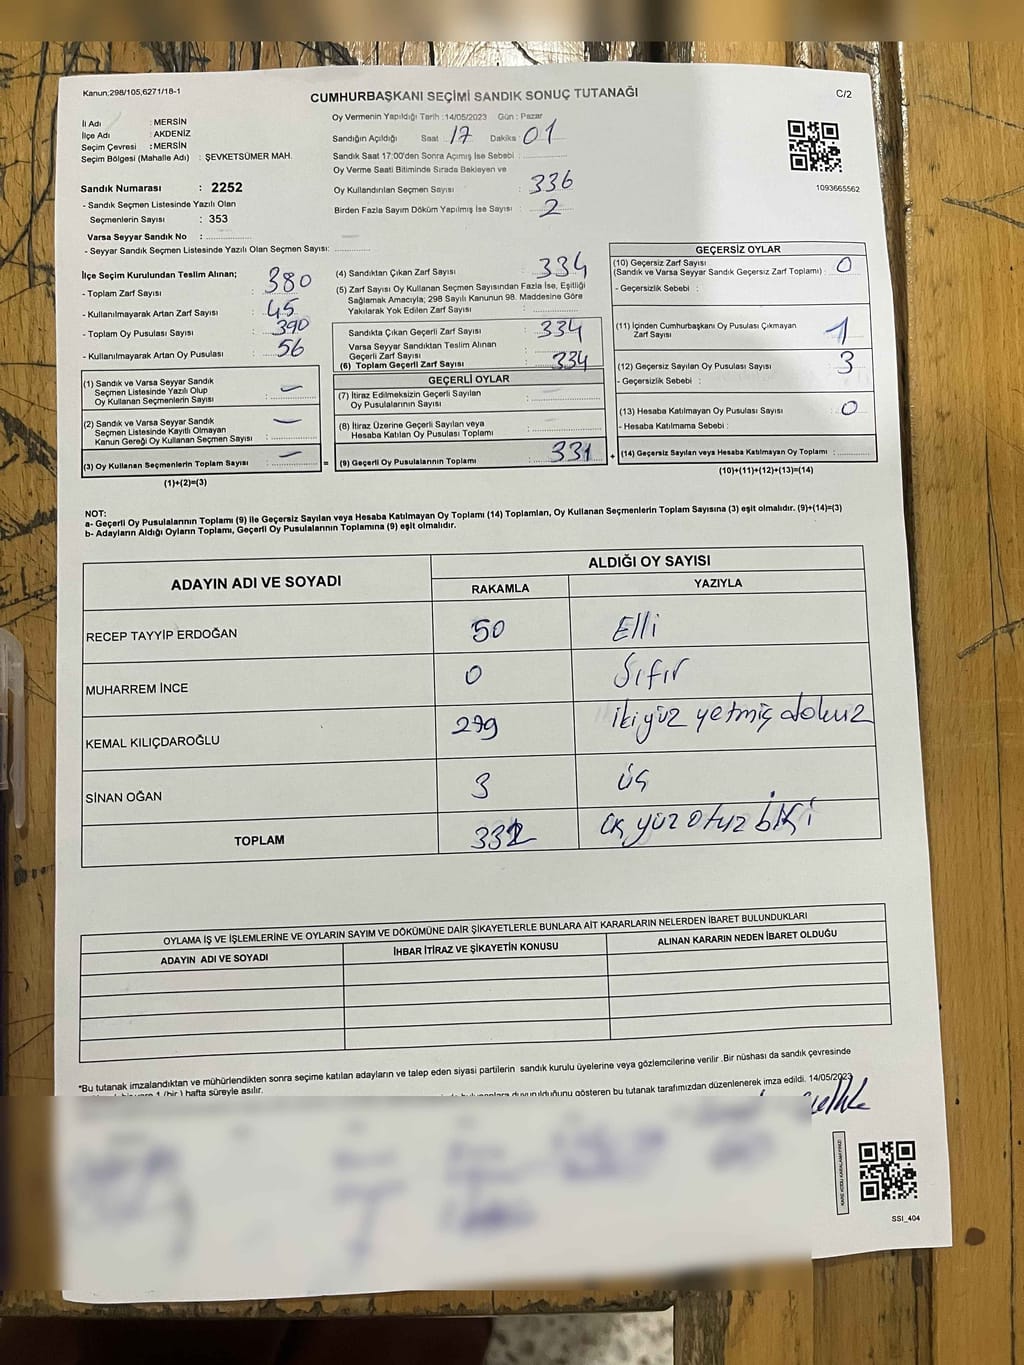 Kanun;298/105,6271/18-1
CUMHURBAŞKANI SEÇİMİ SANDIK SONUÇ TUTANAĞI
C/2
İl Adı : MERSİN
İlçe Adı : AKDENİZ
Seçim Çevresi : MERSİN
Seçim Bölgesi (Mahalle Adı) : ŞEVKETSÜMER MAH.
Sandık Numarası : 2252
- Sandık Seçmen Listesinde Yazılı Olan
Seçmenlerin Sayısı : 353
Varsa Seyyar Sandık No :
- Seyyar Sandık Seçmen Listesinde Yazılı Olan Seçmen Sayısı:
Oy Vermenin Yapıldığı Tarih :14/05/2023 Gün : Pazar
Sandığın Açıldığı Saat 17 Dakika 01
Sandık Saat 17:00'den Sonra Açımış İse Sebebi :
Oy Verme Saati Bitiminde Sırada Bekleyen ve
Oy Kullandırılan Seçmen Sayısı : 336
Birden Fazla Sayım Döküm Yapılmış İse Sayısı : 2
1093665562
İlçe Seçim Kurulundan Teslim Alınan;
- Toplam Zarf Sayısı : 380
- Kullanılmayarak Artan Zarf Sayısı : 45
- Toplam Oy Pusulası Sayısı : 390
- Kullanılmayarak Artan Oy Pusulası : 56
(1) Sandık ve Varsa Seyyar Sandık
Seçmen Listesinde Yazılı Olup
Oy Kullanan Seçmenlerin Sayısı : –
(2) Sandık ve Varsa Seyyar Sandık
Seçmen Listesinde Kayıtlı Olmayan
Kanun Gereği Oy Kullanan Seçmen Sayısı : –
(3) Oy Kullanan Seçmenlerin Toplam Sayısı : –
(1)+(2)=(3)
(4) Sandıktan Çıkan Zarf Sayısı : 334
(5) Zarf Sayısı Oy Kullanan Seçmen Sayısından Fazla İse, Eşitliği
Sağlamak Amacıyla; 298 Sayılı Kanunun 98. Maddesine Göre
Yakılarak Yok Edilen Zarf Sayısı :
Sandıkta Çıkan Geçerli Zarf Sayısı : 334
Varsa Seyyar Sandıktan Teslim Alınan
Geçerli Zarf Sayısı :
(6) Toplam Geçerli Zarf Sayısı : 334
GEÇERLİ OYLAR
(7) İtiraz Edilmeksizin Geçerli Sayılan
Oy Pusulalarının Sayısı :
(8) İtiraz Üzerine Geçerli Sayılan veya
Hesaba Katılan Oy Pusulası Toplamı :
= (9) Geçerli Oy Pusulalarının Toplamı : 331 +
GEÇERSİZ OYLAR
(10) Geçersiz Zarf Sayısı
(Sandık ve Varsa Seyyar Sandık Geçersiz Zarf Toplamı) : 0
- Geçersizlik Sebebi :
(11) İçinden Cumhurbaşkanı Oy Pusulası Çıkmayan
Zarf Sayısı : 1
(12) Geçersiz Sayılan Oy Pusulası Sayısı : 3
- Geçersizlik Sebebi :
(13) Hesaba Katılmayan Oy Pusulası Sayısı : 0
- Hesaba Katılmama Sebebi :
(14) Geçersiz Sayılan veya Hesaba Katılmayan Oy Toplamı :
(10)+(11)+(12)+(13)=(14)
NOT:
a- Geçerli Oy Pusulalarının Toplamı (9) ile Geçersiz Sayılan veya Hesaba Katılmayan Oy Toplamı (14) Toplamları, Oy Kullanan Seçmenlerin Toplam Sayısına (3) eşit olmalıdır. (9)+(14)=(3)
b- Adayların Aldığı Oyların Toplamı, Geçerli Oy Pusulalarının Toplamına (9) eşit olmalıdır.
ADAYIN ADI VE SOYADI ALDIĞI OY SAYISI
RAKAMLA YAZIYLA
RECEP TAYYİP ERDOĞAN 50 Elli
MUHARREM İNCE 0 Sıfır
KEMAL KILIÇDAROĞLU 279 ikiyüz yetmiş dokuz
SİNAN OĞAN 3 üç
TOPLAM 332 üç yüz otuz iki
OYLAMA İŞ VE İŞLEMLERİNE VE OYLARIN SAYIM VE DÖKÜMÜNE DAİR ŞİKAYETLERLE BUNLARA AİT KARARLARIN NELERDEN İBARET BULUNDUKLARI
ADAYIN ADI VE SOYADI İHBAR İTİRAZ VE ŞİKAYETİN KONUSU ALINAN KARARIN NEDEN İBARET OLDUĞU
*Bu tutanak imzalandıktan ve mühürlendikten sonra seçime katılan adayların ve talep eden siyasi partilerin sandık kurulu üyelerine veya gözlemcilerine verilir .Bir nüshası da sandık çevresinde
1 (bir ) hafta süreyle asılır.
duyurulduğunu gösteren bu tutanak tarafımızdan düzenlenerek imza edildi. 14/05/2023
SSI_404